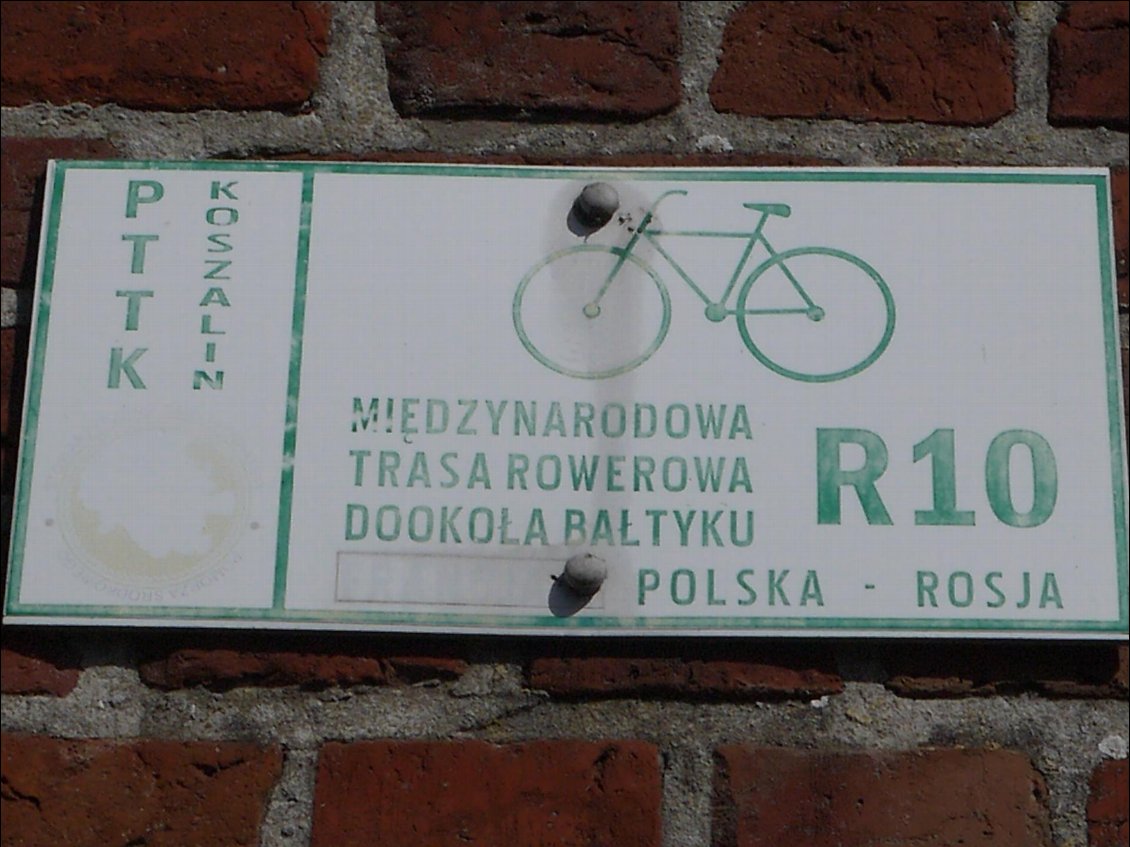 PTTK
KOSZALIN
MIĘDZYNARODOWA
TRASA ROWEROWA
DOOKOŁA BAŁTYKU
R10
POLSKA - ROSJA